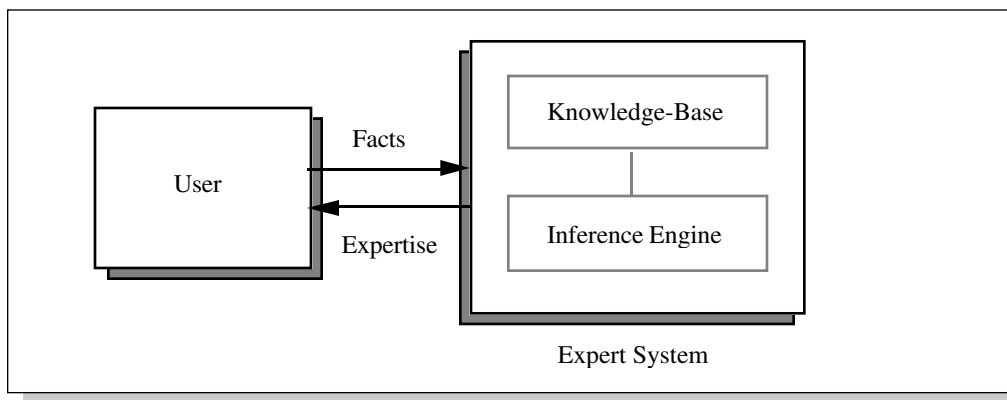 User
Facts
Expertise
Knowledge-Base
Inference Engine
Expert System